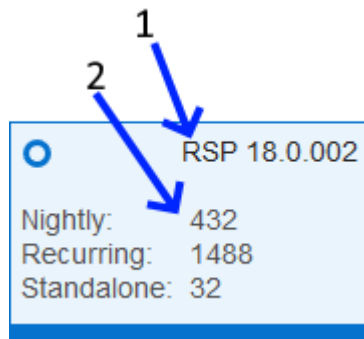 1
2
RSP 18.0.002
Nightly: 432
Recurring: 1488
Standalone: 32